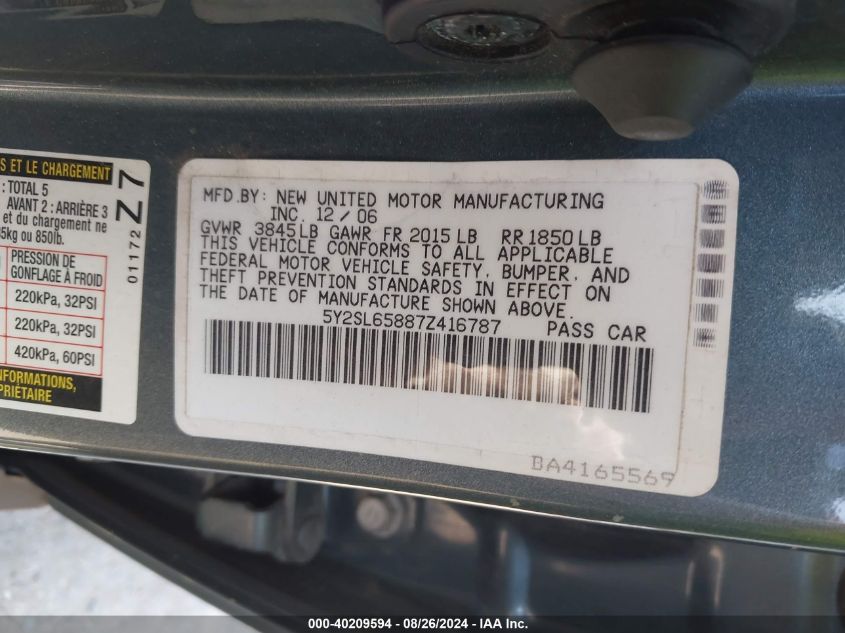 S ET LE CHARGEMENT
: TOTAL 5
AVANT 2 : ARRIÈRE 3
et du chargement ne
5kg ou 850lb.
PRESSION DE
GONFLAGE À FROID
220kPa, 32PSI
220kPa, 32PSI
420kPa, 60PSI
NFORMATIONS,
PRIÉTAIRE
01172 Z7
MFD.BY: NEW UNITED MOTOR MANUFACTURING
INC. 12/06
GVWR 3845LB GAWR FR 2015LB RR1850LB
THIS VEHICLE CONFORMS TO ALL APPLICABLE
FEDERAL MOTOR VEHICLE SAFETY, BUMPER, AND
THEFT PREVENTION STANDARDS IN EFFECT ON
THE DATE OF MANUFACTURE SHOWN ABOVE.
5Y2SL65887Z416787 PASS CAR
BA4165569
000-40209594 – 08/26/2024 – IAA Inc.